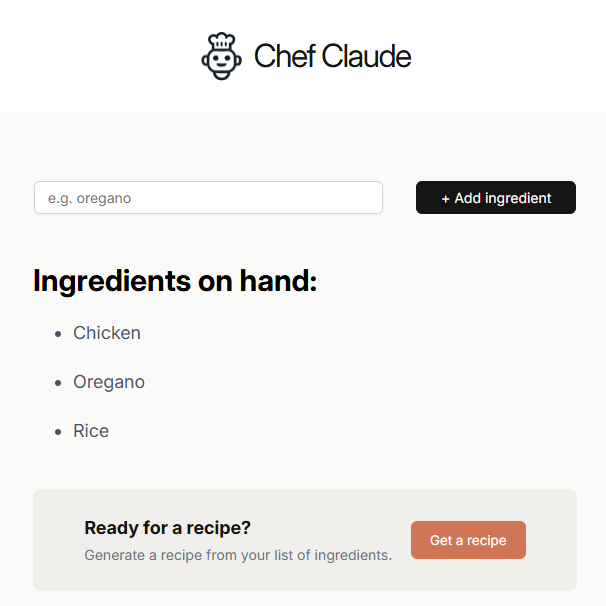 Chef Claude
e.g. oregano
+ Add ingredient
Ingredients on hand:
Chicken
Oregano
Rice
Ready for a recipe?
Generate a recipe from your list of ingredients.
Get a recipe